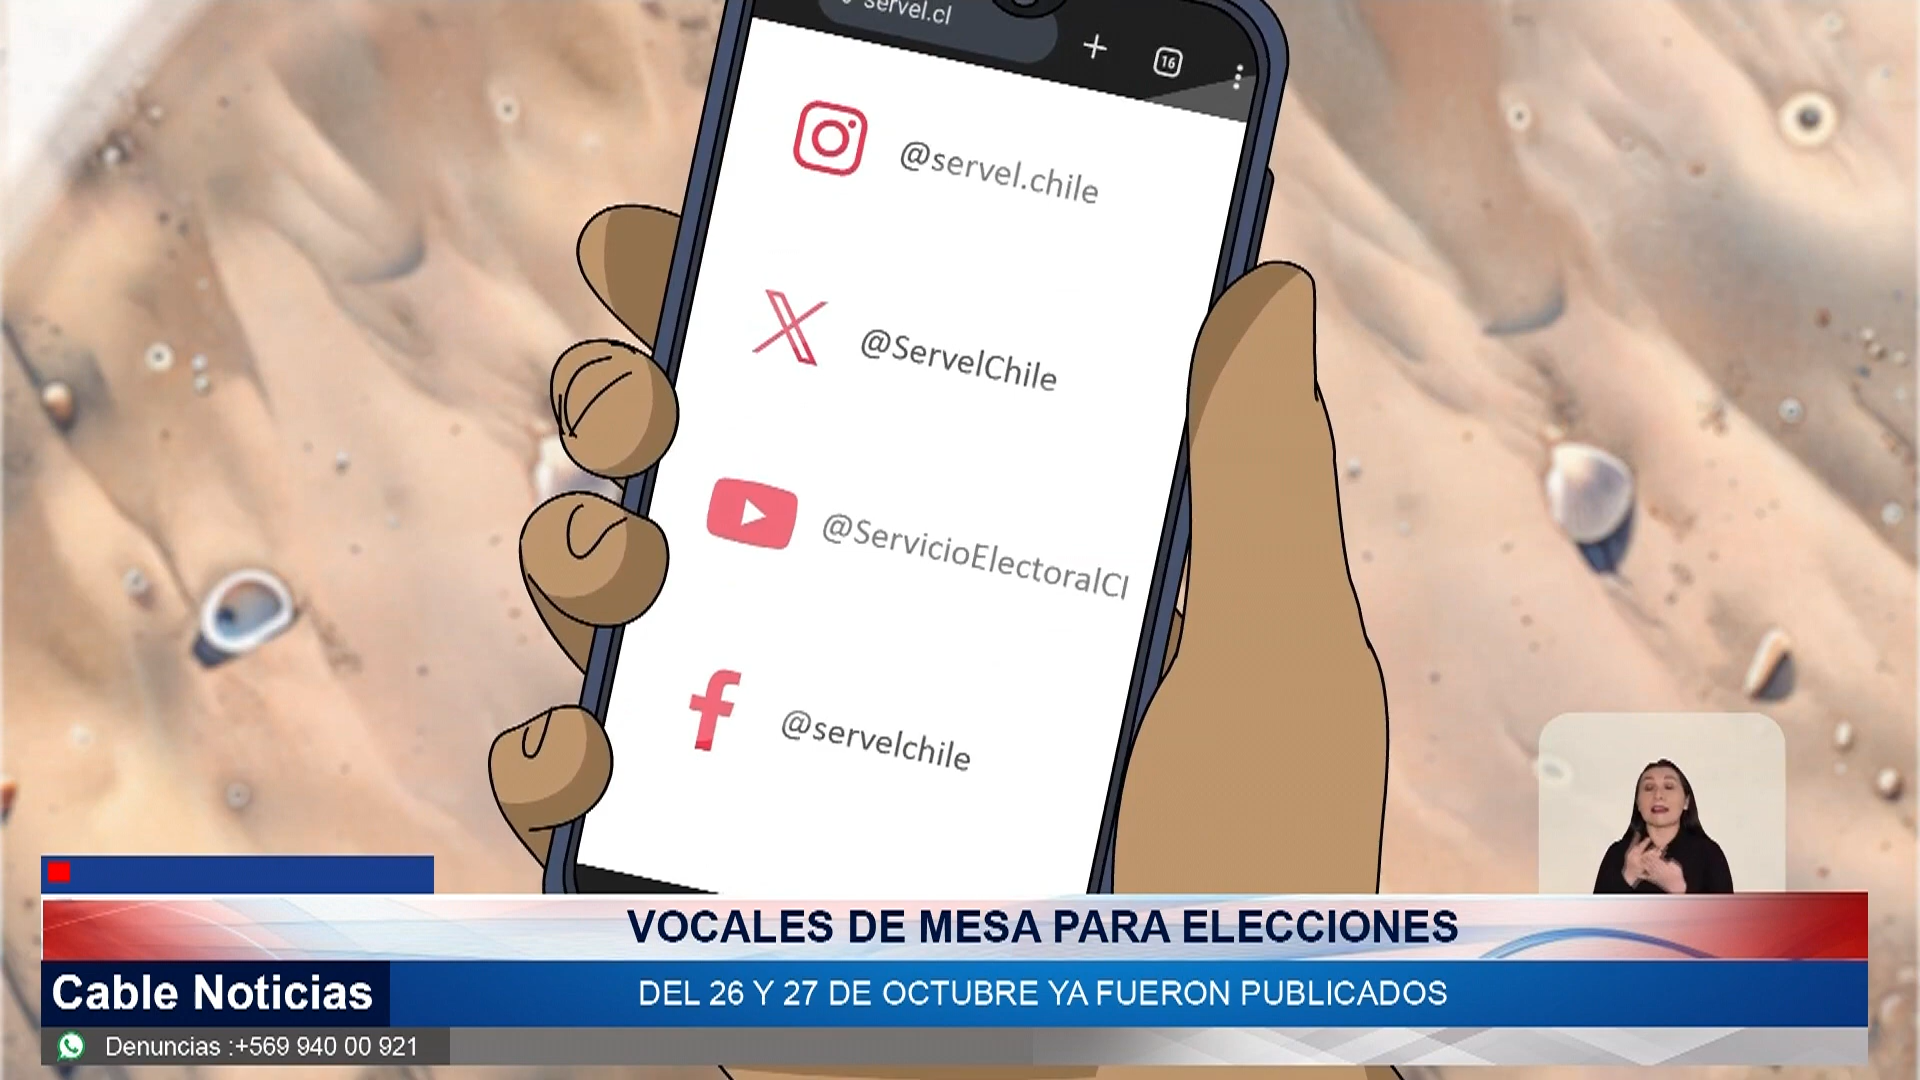 servel.cl
16
@servel.chile
@ServelChile
@ServicioElectoralCl
@servelchile
VOCALES DE MESA PARA ELECCIONES
Cable Noticias
DEL 26 Y 27 DE OCTUBRE YA FUERON PUBLICADOS
Denuncias :+569 940 00 921